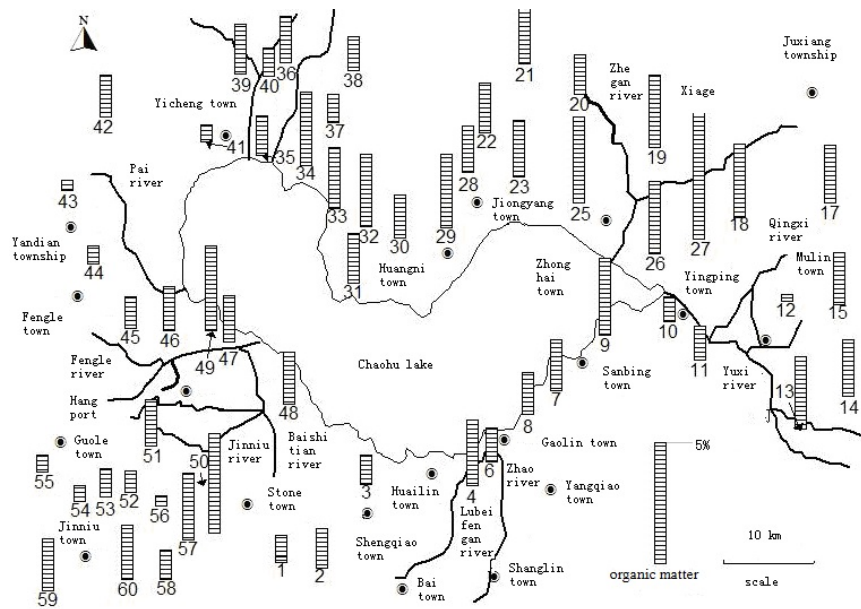 N
36
39
40
38
21
Zhe
gan
river
Juxiang
township
20
Xiage
Yicheng town
42
37
41
35
34
22
19
Pai
river
43
33
28
23
Jiongyang
town
25
18
17
32
30
29
26
27
Qingxi
river
Yandian
township
44
31
Huangni
town
Zhong
hai
town
Yingping
town
Mulin
town
12
15
Fengle
town
45
46
49
47
9
10
11
Fengle
river
Chaohu lake
Sanbing
town
Yuxi
river
13
14
Hang
port
48
7
8
J
Guole
town
51
50
Jinniu
river
Baishi
tian
river
Gaolin town
5%
55
54
53
52
56
57
Stone
town
3
Huailin
town
4
6
Zhao
river
Yangqiao
town
Jinniu
town
Lubei
fen
gan
river
10 km
Shengqiao
town
59
60
58
1
2
Bai
town
Shanglin
town
organic matter
scale